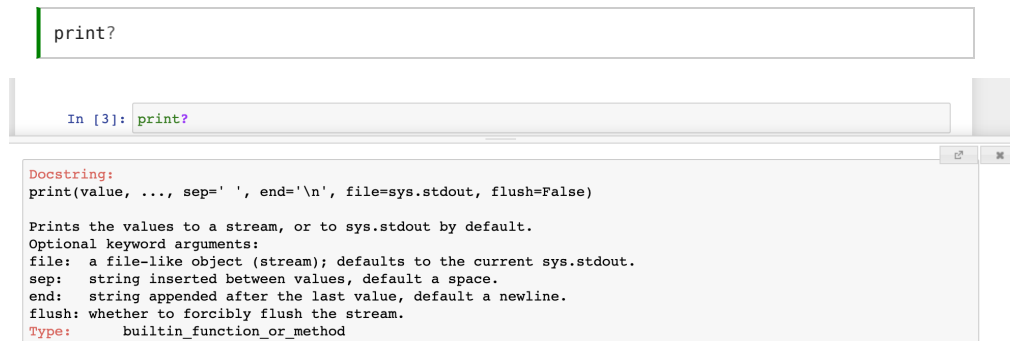 print?
In [3]: print?
Docstring:
print(value, ..., sep=' ', end='\n', file=sys.stdout, flush=False)
Prints the values to a stream, or to sys.stdout by default.
Optional keyword arguments:
file:  a file-like object (stream); defaults to the current sys.stdout.
sep:   string inserted between values, default a space.
end:   string appended after the last value, default a newline.
flush: whether to forcibly flush the stream.
Type:      builtin_function_or_method